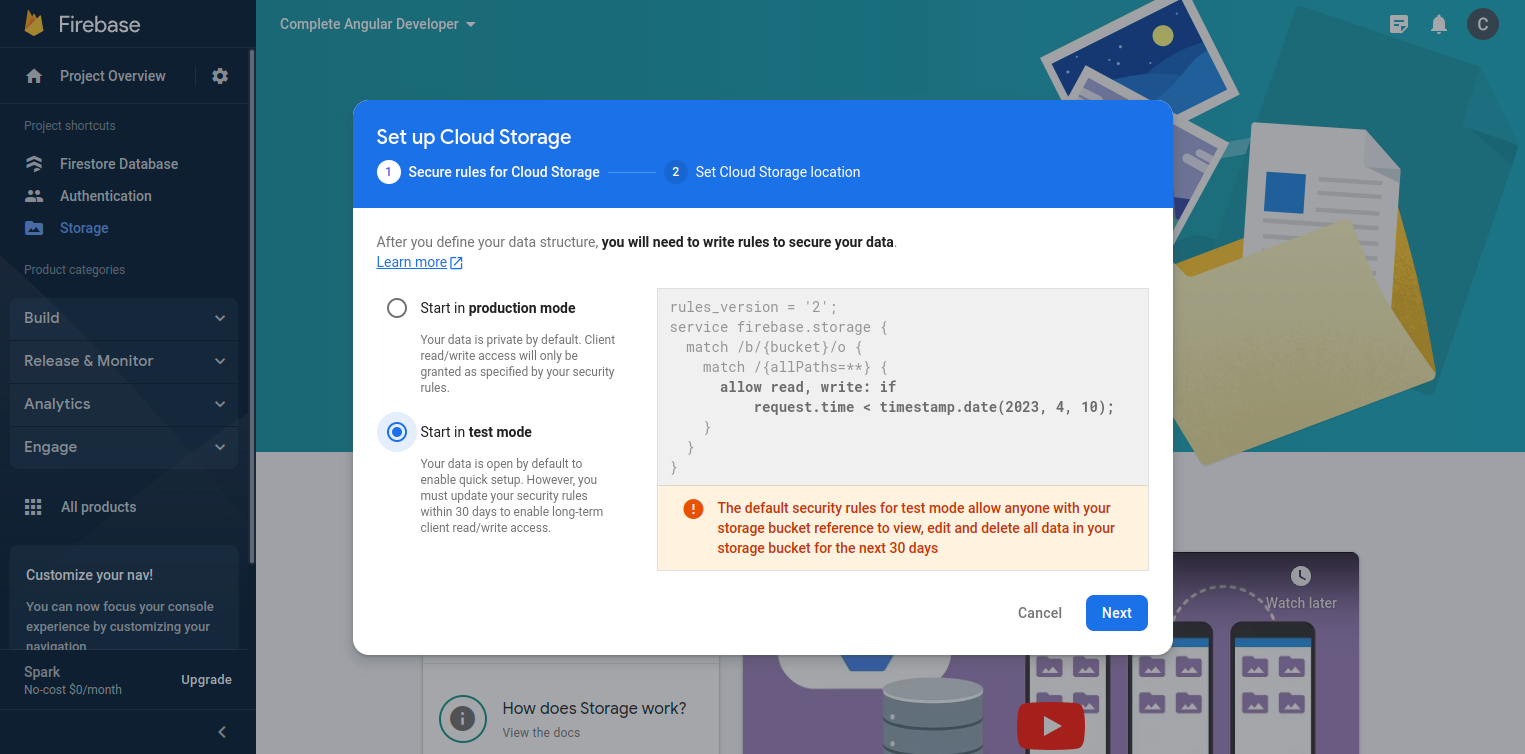 Firebase
Project Overview
Project shortcuts
Firestore Database
Authentication
Storage
Product categories
Build
Release & Monitor
Analytics
Engage
All products
Customize your nav!
You can now focus your console
experience by customizing your
navigation
Spark
No-cost $0/month
Upgrade
Complete Angular Developer
C
Set up Cloud Storage
1 Secure rules for Cloud Storage
2 Set Cloud Storage location
After you define your data structure, you will need to write rules to secure your data.
Learn more
Start in production mode
Your data is private by default. Client
read/write access will only be
granted as specified by your security
rules.
Start in test mode
Your data is open by default to
enable quick setup. However, you
must update your security rules
within 30 days to enable long-term
client read/write access.
rules_version = '2';
service firebase.storage {
match /b/{bucket}/o {
match /{allPaths=**} {
allow read, write: if
request.time < timestamp.date(2023, 4, 10);
}
}
}
The default security rules for test mode allow anyone with your
storage bucket reference to view, edit and delete all data in your
storage bucket for the next 30 days
Cancel
Next
How does Storage work?
View the docs
Watch later